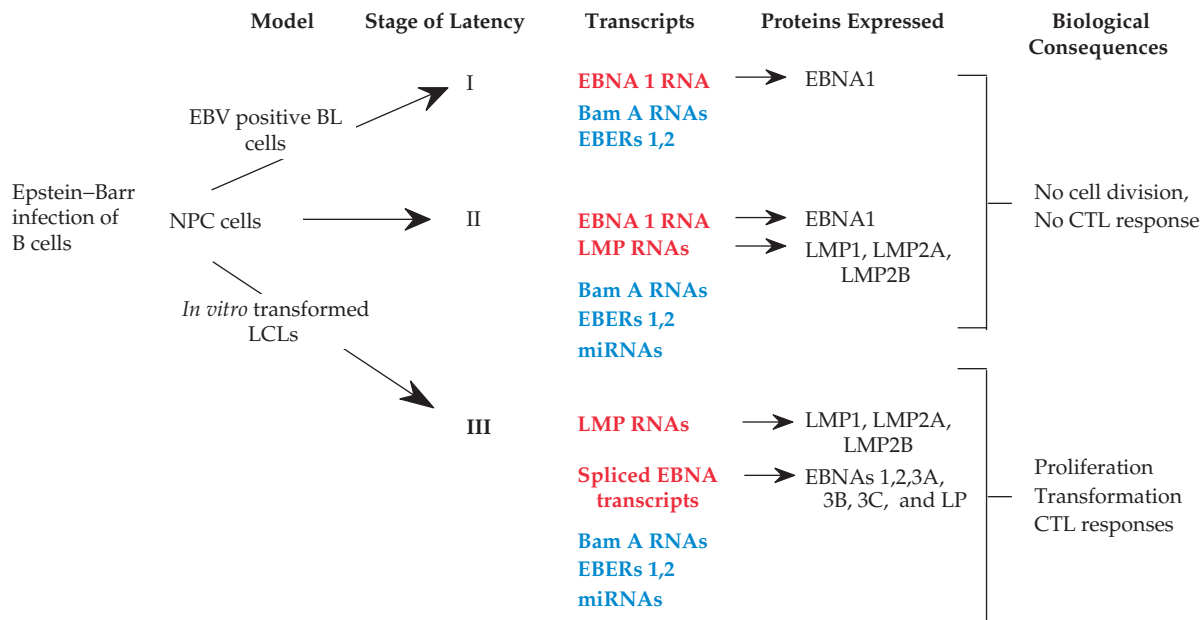 Model
Stage of Latency
Transcripts
Proteins Expressed
Biological
Consequences
Epstein–Barr
infection of
B cells
EBV positive BL
cells
I
EBNA 1 RNA
EBNA1
Bam A RNAs
EBERs 1,2
NPC cells
II
EBNA 1 RNA
EBNA1
LMP RNAs
LMP1, LMP2A,
LMP2B
Bam A RNAs
EBERs 1,2
miRNAs
No cell division,
No CTL response
In vitro transformed
LCLs
III
LMP RNAs
LMP1, LMP2A,
LMP2B
Spliced EBNA
transcripts
EBNAs 1,2,3A,
3B, 3C, and LP
Bam A RNAs
EBERs 1,2
miRNAs
Proliferation
Transformation
CTL responses